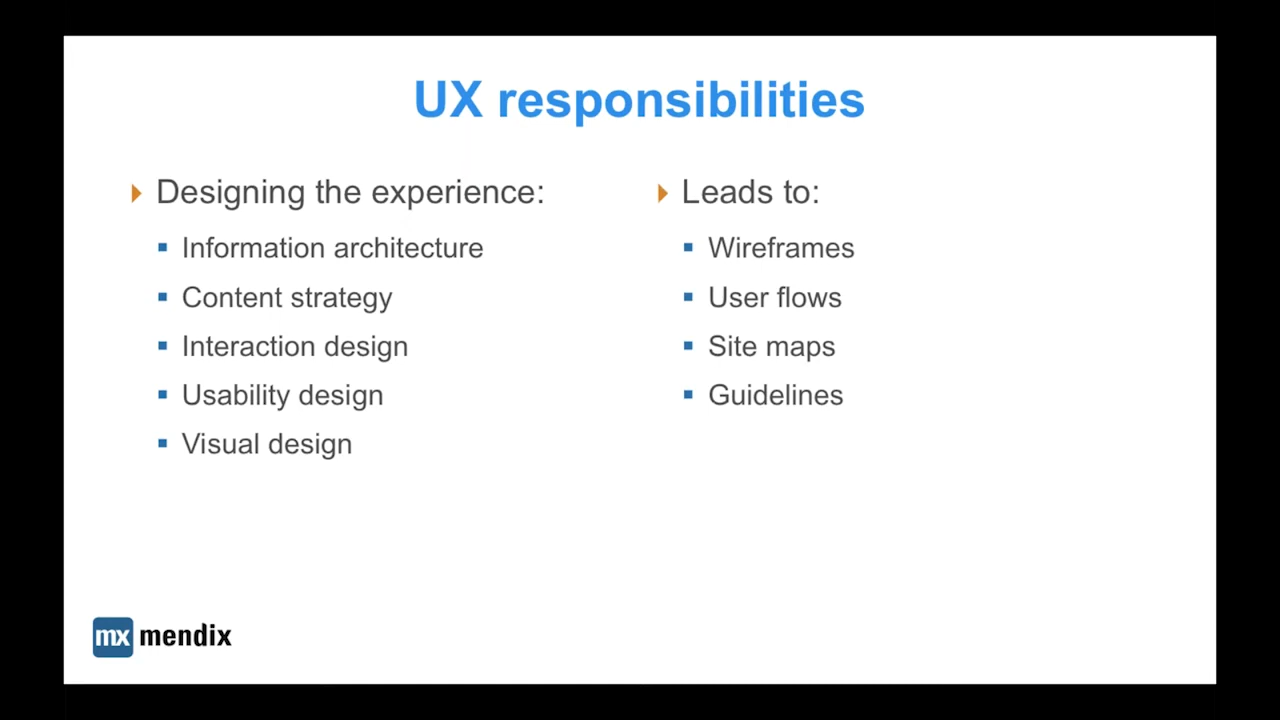 UX responsibilities
Designing the experience:
Information architecture
Content strategy
Interaction design
Usability design
Visual design
Leads to:
Wireframes
User flows
Site maps
Guidelines
mx mendix